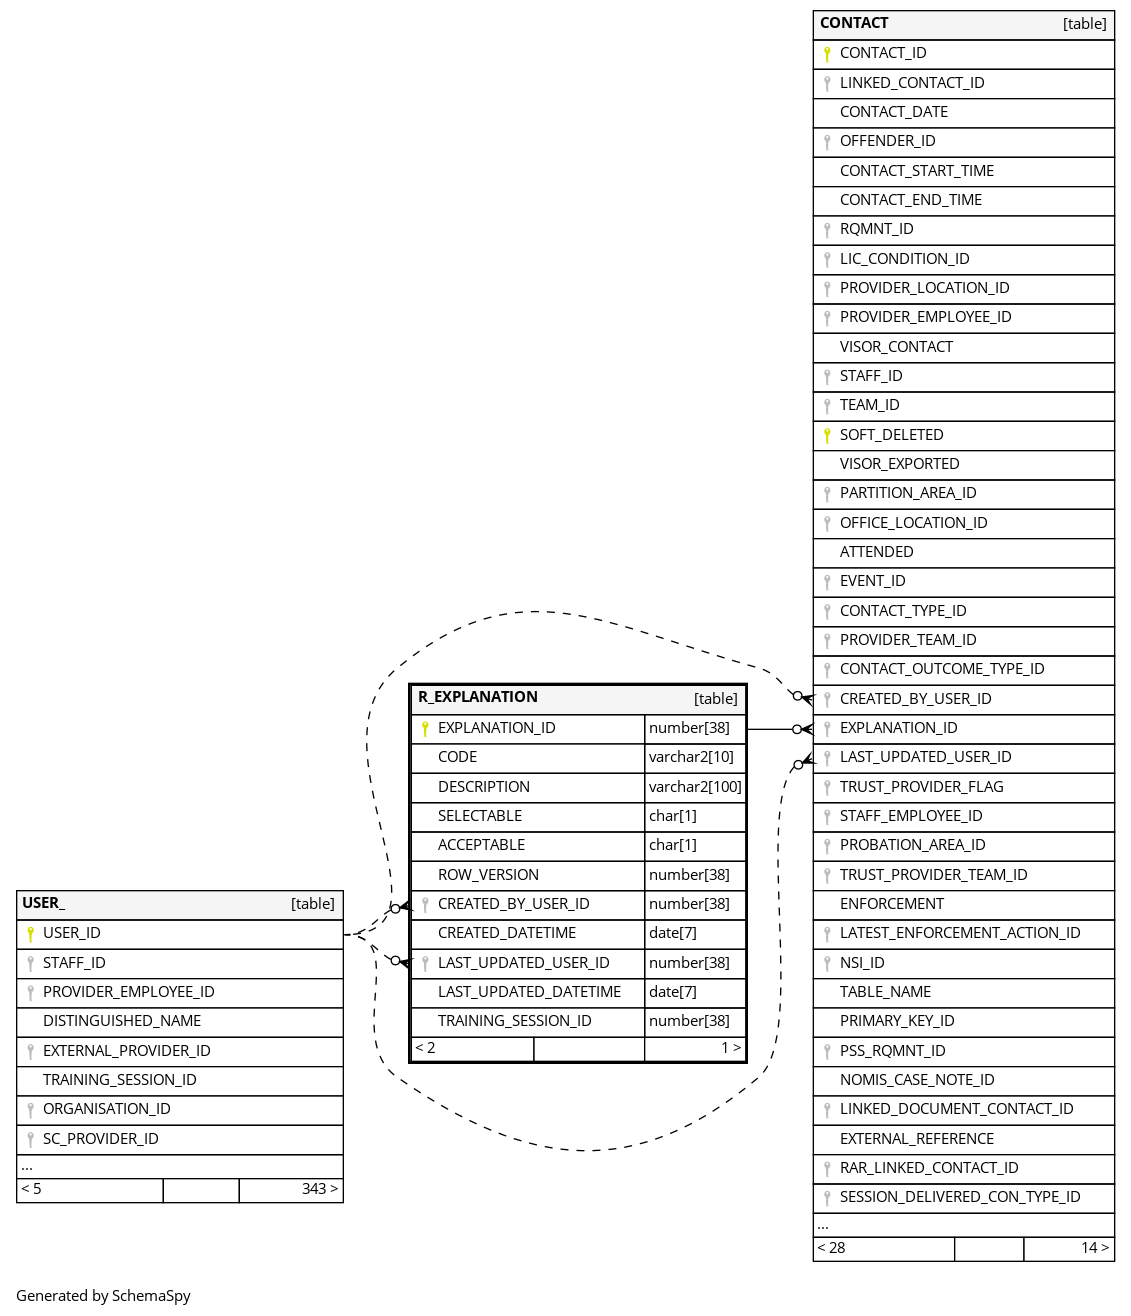 CONTACT [table]
CONTACT_ID
LINKED_CONTACT_ID
CONTACT_DATE
OFFENDER_ID
CONTACT_START_TIME
CONTACT_END_TIME
RQMNT_ID
LIC_CONDITION_ID
PROVIDER_LOCATION_ID
PROVIDER_EMPLOYEE_ID
VISOR_CONTACT
STAFF_ID
TEAM_ID
SOFT_DELETED
VISOR_EXPORTED
PARTITION_AREA_ID
OFFICE_LOCATION_ID
ATTENDED
EVENT_ID
CONTACT_TYPE_ID
PROVIDER_TEAM_ID
CONTACT_OUTCOME_TYPE_ID
CREATED_BY_USER_ID
EXPLANATION_ID
LAST_UPDATED_USER_ID
TRUST_PROVIDER_FLAG
STAFF_EMPLOYEE_ID
PROBATION_AREA_ID
TRUST_PROVIDER_TEAM_ID
ENFORCEMENT
LATEST_ENFORCEMENT_ACTION_ID
NSI_ID
TABLE_NAME
PRIMARY_KEY_ID
PSS_RQMNT_ID
NOMIS_CASE_NOTE_ID
LINKED_DOCUMENT_CONTACT_ID
EXTERNAL_REFERENCE
RAR_LINKED_CONTACT_ID
SESSION_DELIVERED_CON_TYPE_ID
...
< 28 14 >
R_EXPLANATION [table]
EXPLANATION_ID number[38]
CODE varchar2[10]
DESCRIPTION varchar2[100]
SELECTABLE char[1]
ACCEPTABLE char[1]
ROW_VERSION number[38]
CREATED_BY_USER_ID number[38]
CREATED_DATETIME date[7]
LAST_UPDATED_USER_ID number[38]
LAST_UPDATED_DATETIME date[7]
TRAINING_SESSION_ID number[38]
< 2 1 >
USER_ [table]
USER_ID
STAFF_ID
PROVIDER_EMPLOYEE_ID
DISTINGUISHED_NAME
EXTERNAL_PROVIDER_ID
TRAINING_SESSION_ID
ORGANISATION_ID
SC_PROVIDER_ID
...
< 5 343 >
Generated by SchemaSpy